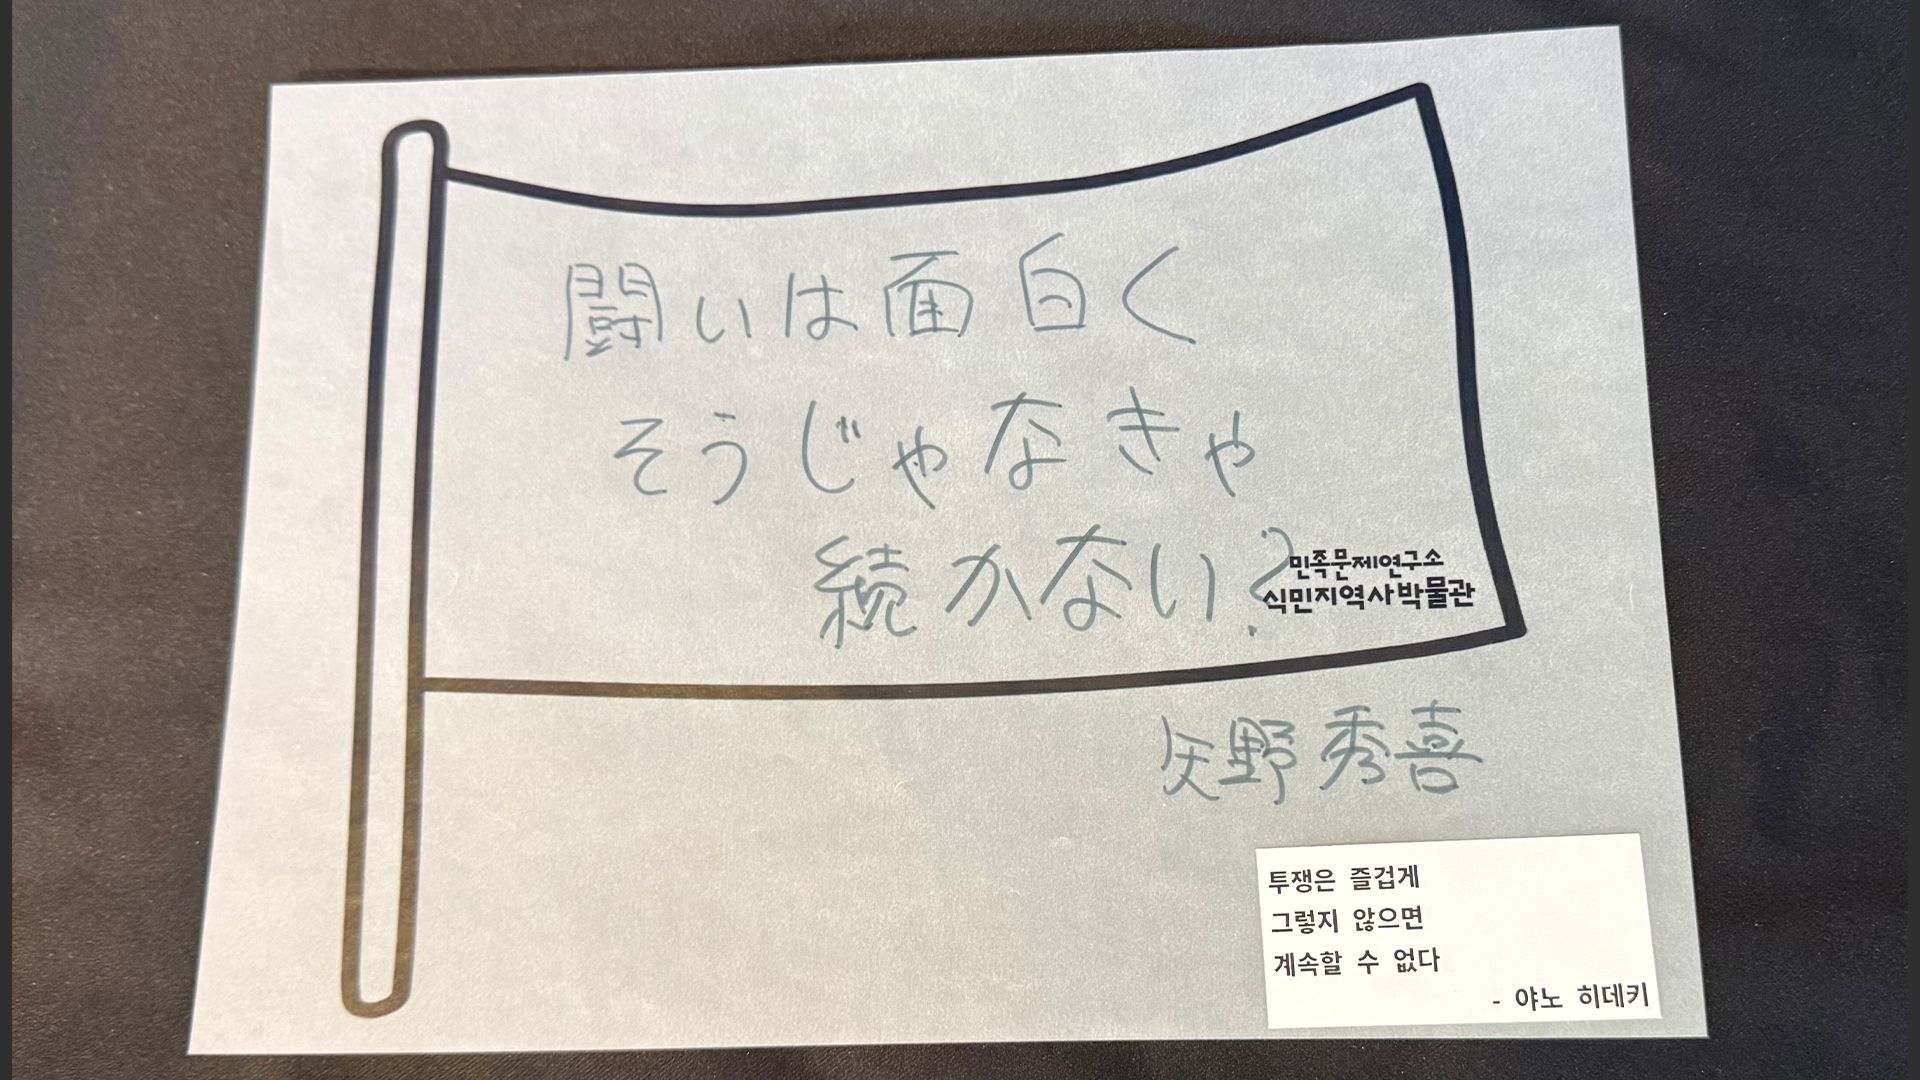 闘いは面白く
そうじゃなきゃ
続かない?
민족문제연구소
식민지역사박물관
矢野秀喜
투쟁은 즐겁게
그렇지 않으면
계속할 수 없다
- 야노 히데키